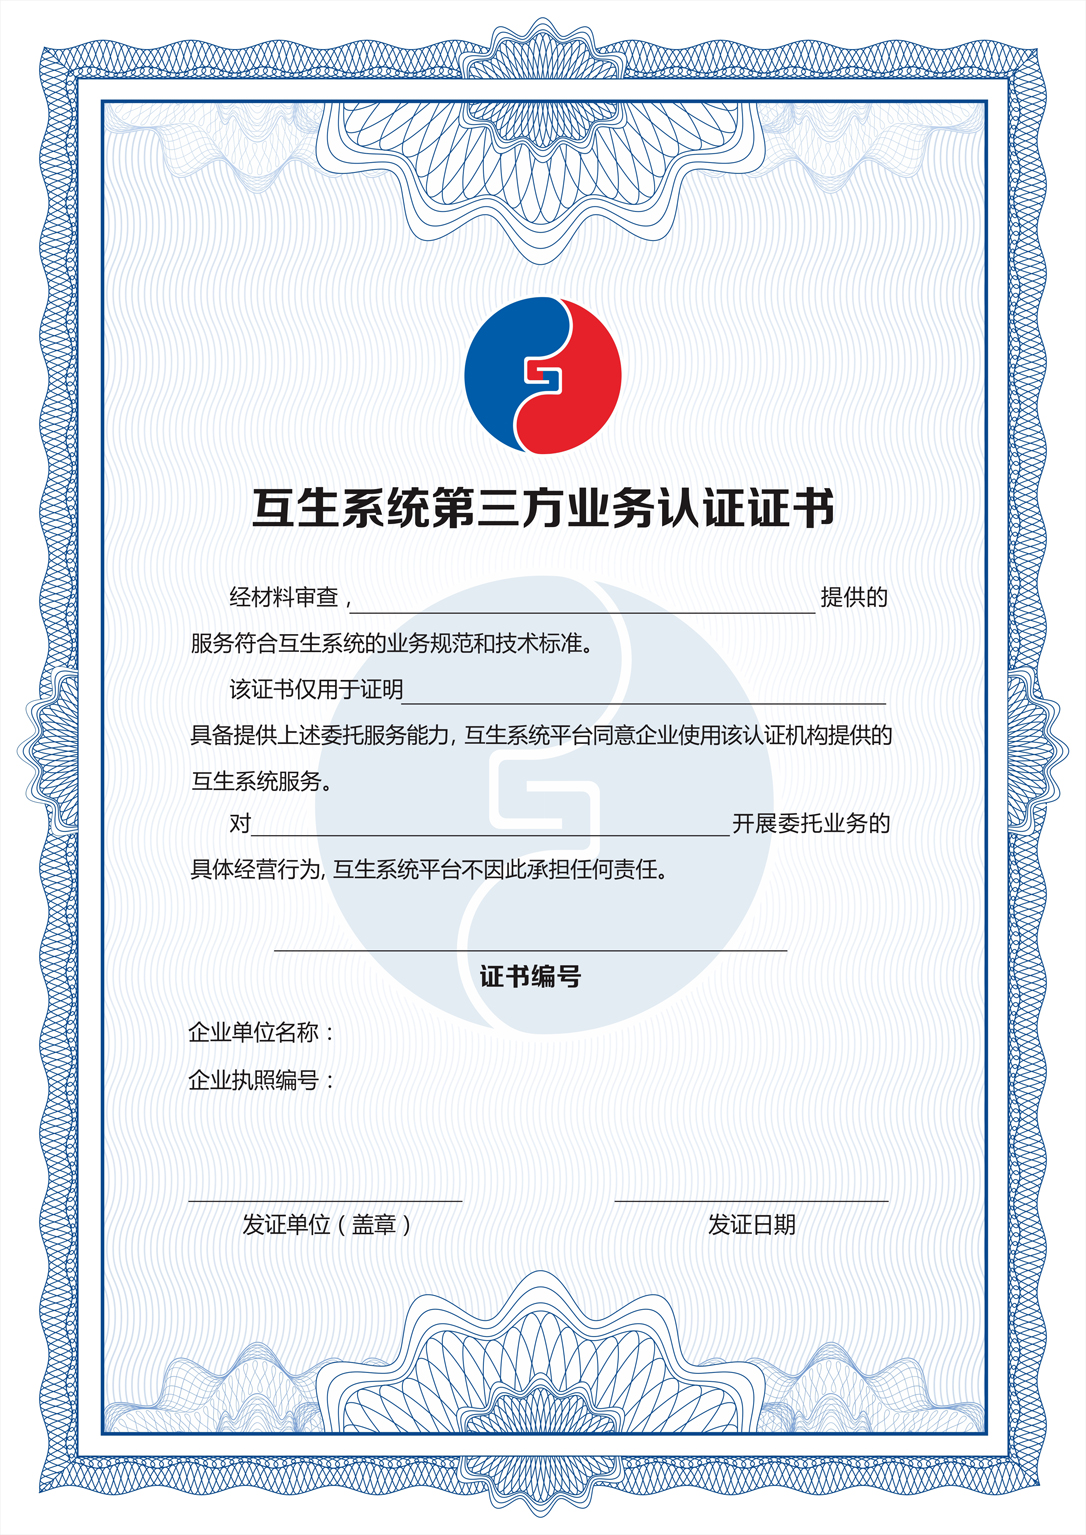 互生系统第三方业务认证证书
经材料审查，提供的
服务符合互生系统的业务规范和技术标准。
该证书仅用于证明
具备提供上述委托服务能力, 互生系统平台同意企业使用该认证机构提供的
互生系统服务。
对开展委托业务的
具体经营行为, 互生系统平台不因此承担任何责任。
证书编号
企业单位名称：
企业执照编号：
发证单位（盖章） 发证日期